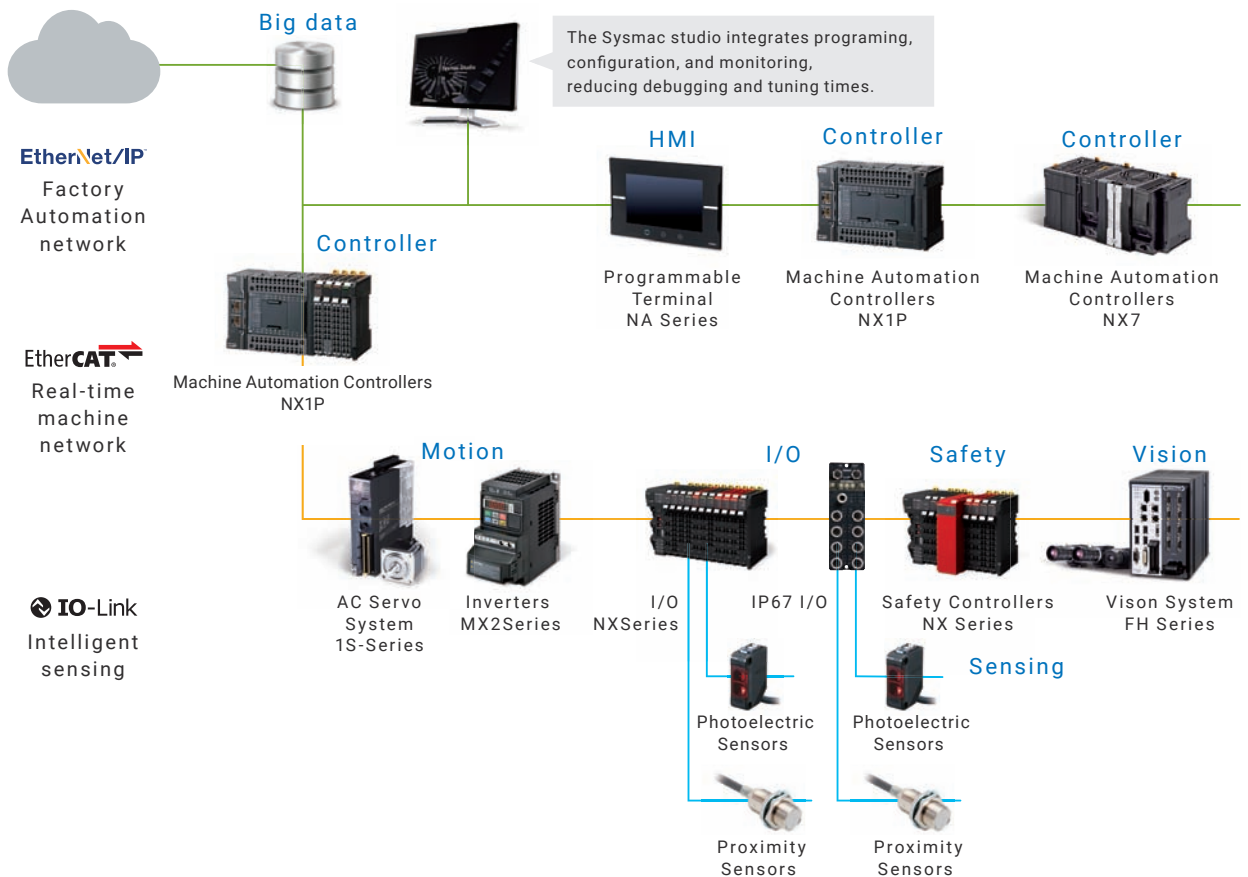 Big data
The Sysmac studio integrates programing,
configuration, and monitoring,
reducing debugging and tuning times.
Sysmac Studio
EtherNet/IP
Factory
Automation
network
HMI
Controller
Controller
Programmable
Terminal
NA Series
Machine Automation
Controllers
NX1P
Machine Automation
Controllers
NX7
Controller
Machine Automation Controllers
NX1P
EtherCAT®
Real-time
machine
network
Motion
I/O
Safety
Vision
AC Servo
System
1S-Series
Inverters
MX2Series
I/O
NXSeries
IP67 I/O
Safety Controllers
NX Series
Vison System
FH Series
IO-Link
Intelligent
sensing
Sensing
Photoelectric
Sensors
Photoelectric
Sensors
Proximity
Sensors
Proximity
Sensors